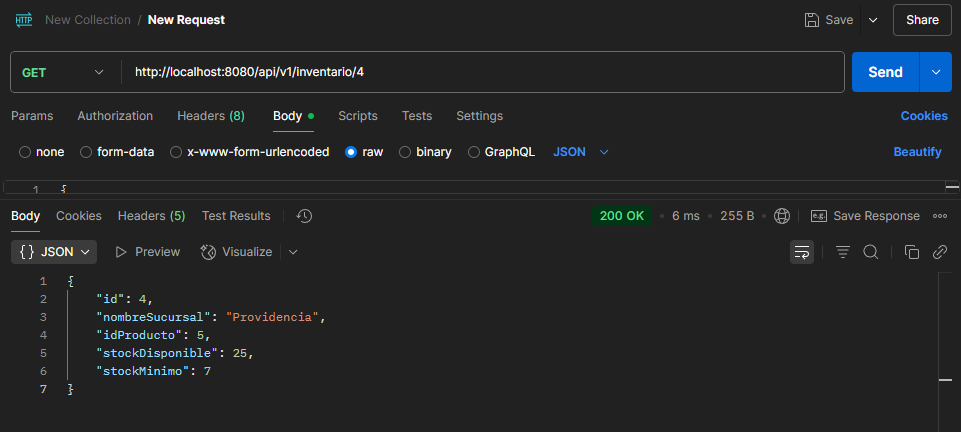 HTTP New Collection / New Request Save Share
GET http://localhost:8080/api/v1/inventario/4 Send
Params Authorization Headers (8) Body Scripts Tests Settings Cookies
none form-data x-www-form-urlencoded raw binary GraphQL JSON Beautify
1 {
Body Cookies Headers (5) Test Results 200 OK • 6 ms • 255 B e.g. Save Response
{} JSON Preview Visualize
1 {
2 "id": 4,
3 "nombreSucursal": "Providencia",
4 "idProducto": 5,
5 "stockDisponible": 25,
6 "stockMinimo": 7
7 }